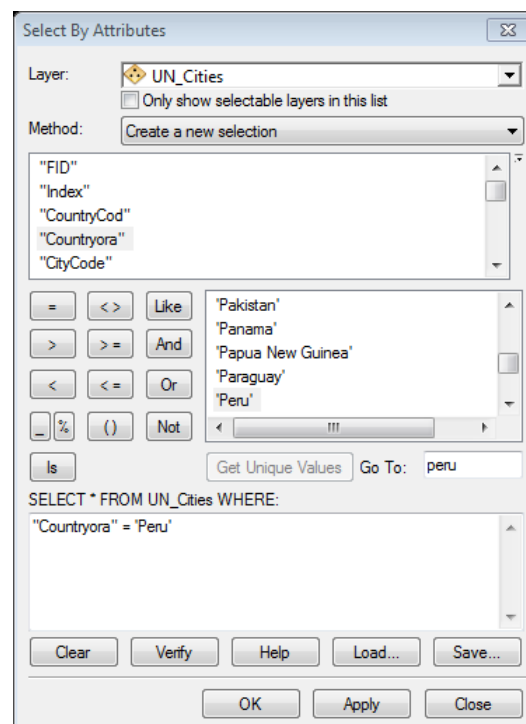 Select By Attributes
Layer: UN_Cities
Only show selectable layers in this list
Method: Create a new selection
"FID"
"Index"
"CountryCod"
"Countryora"
"CityCode"
= < > Like
> > = And
< < = Or
_ % ( ) Not
Is
'Pakistan'
'Panama'
'Papua New Guinea'
'Paraguay'
'Peru'
Get Unique Values Go To: peru
SELECT * FROM UN_Cities WHERE:
"Countryora" = 'Peru'
Clear Verify Help Load... Save...
OK Apply Close